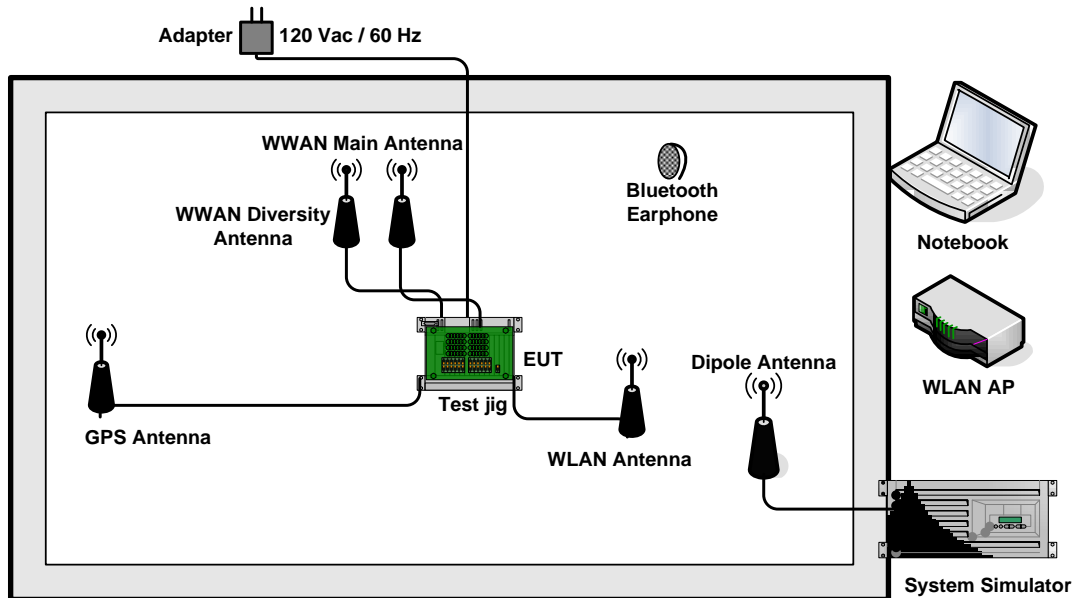 Adapter
120 Vac / 60 Hz
WWAN Main Antenna
WWAN Diversity
Antenna
Bluetooth
Earphone
Notebook
EUT
Dipole Antenna
WLAN AP
Test jig
GPS Antenna
WLAN Antenna
System Simulator